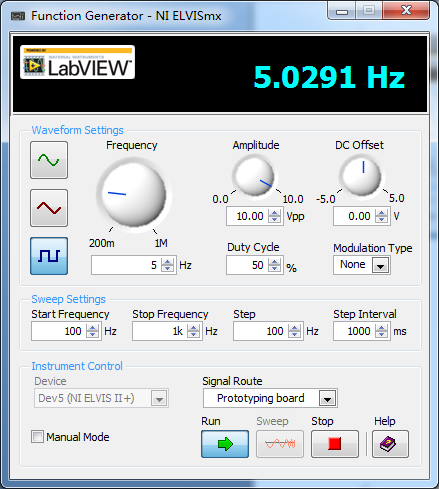 Function Generator - NI ELVISmx
POWERED BY
NATIONAL INSTRUMENTS
LabVIEW™
5.0291 Hz
Waveform Settings
Frequency
Amplitude
DC Offset
0.0 10.0
-5.0 5.0
10.00 Vpp
0.00 V
200m 1M
5 Hz
Duty Cycle
50 %
Modulation Type
None
Sweep Settings
Start Frequency Stop Frequency Step Step Interval
100 Hz 1k Hz 100 Hz 1000 ms
Instrument Control
Device
Dev5 (NI ELVIS II+)
Signal Route
Prototyping board
Manual Mode
Run Sweep Stop Help